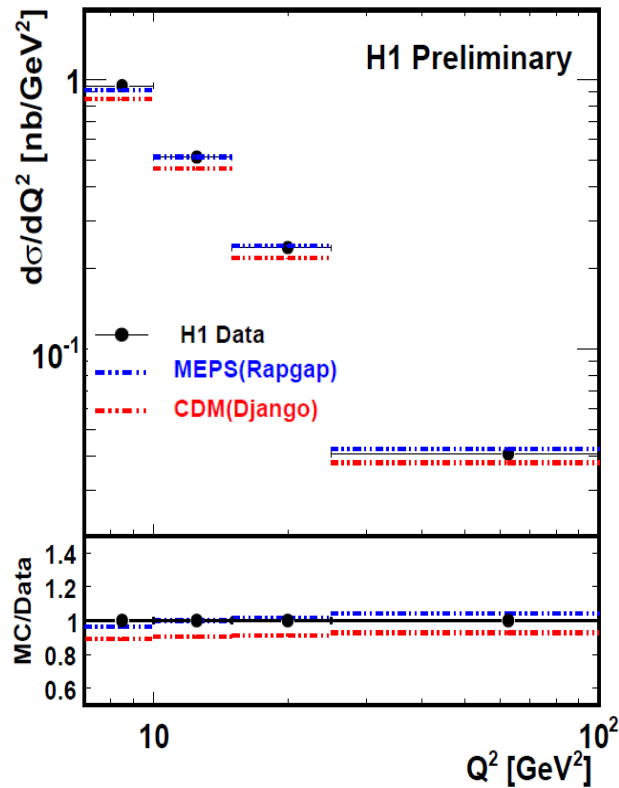 H1 Preliminary
dσ/dQ² [nb/GeV²]
1
10⁻¹
H1 Data
MEPS(Rapgap)
CDM(Django)
MC/Data
1.4
1.2
1
0.8
0.6
10
10²
Q² [GeV²]